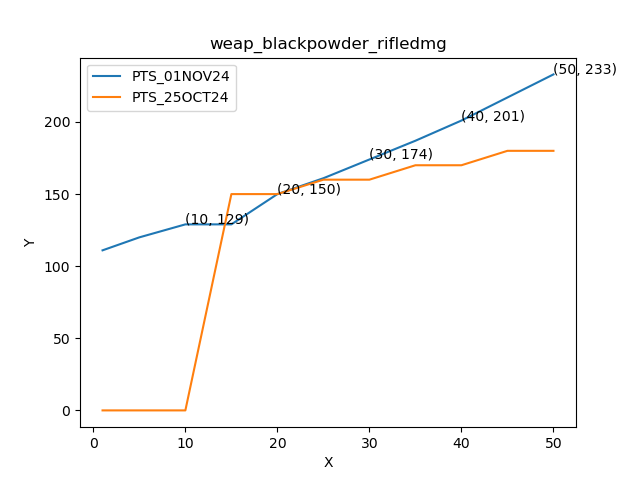 weap_blackpowder_rifledmg
PTS_01NOV24
PTS_25OCT24
(50, 233)
(40, 201)
(30, 174)
(20, 150)
(10, 129)
200
150
100
50
0
Y
0 10 20 30 40 50
X